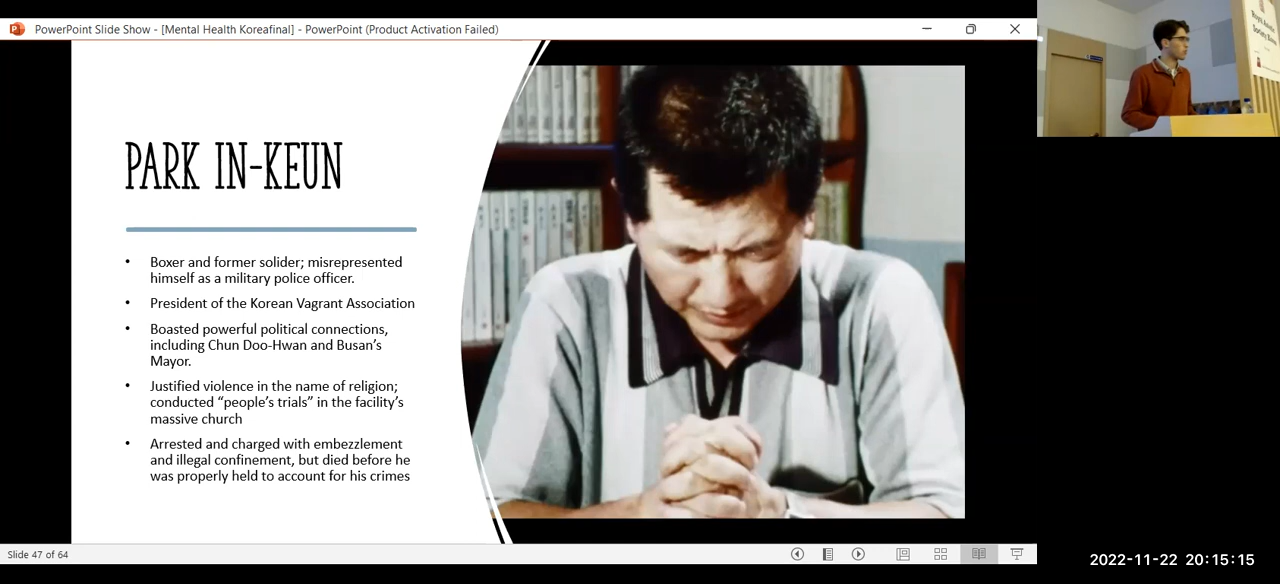 PowerPoint Slide Show - [Mental Health Koreafinal] - PowerPoint (Product Activation Failed)
PARK IN-KEUN
• Boxer and former solider; misrepresented
himself as a military police officer.
• President of the Korean Vagrant Association
• Boasted powerful political connections,
including Chun Doo-Hwan and Busan's
Mayor.
• Justified violence in the name of religion;
conducted "people's trials" in the facility's
massive church
• Arrested and charged with embezzlement
and illegal confinement, but died before he
was properly held to account for his crimes
Slide 47 of 64
2022-11-22 20:15:15